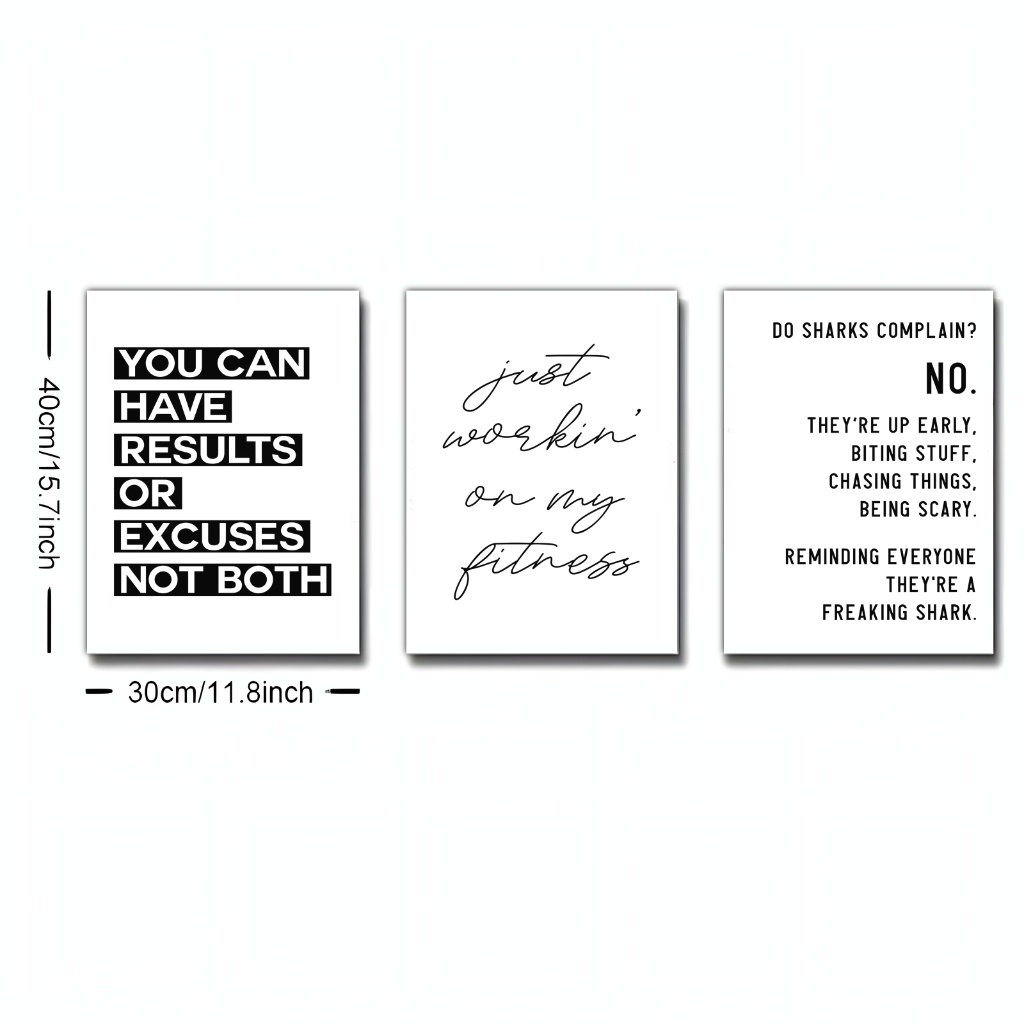 YOU CAN
HAVE
RESULTS
OR
EXCUSES
NOT BOTH
just
workin'
on my
fitness
DO SHARKS COMPLAIN?
NO.
THEY'RE UP EARLY,
BITING STUFF,
CHASING THINGS,
BEING SCARY.
REMINDING EVERYONE
THEY'RE A
FREAKING SHARK.
40cm/15.7inch
30cm/11.8inch